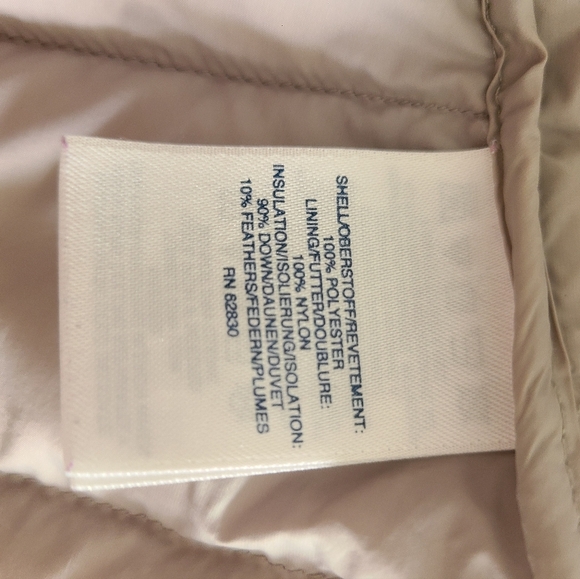 SHELL/OBERSTOFF/REVETEMENT:
100% POLYESTER
LINING/FUTTER/DOUBLURE:
100% NYLON
INSULATION/ISOLIERUNG/ISOLATION:
90% DOWN/DAUNEN/DUVET
10% FEATHERS/FEDERN/PLUMES
RN 62830